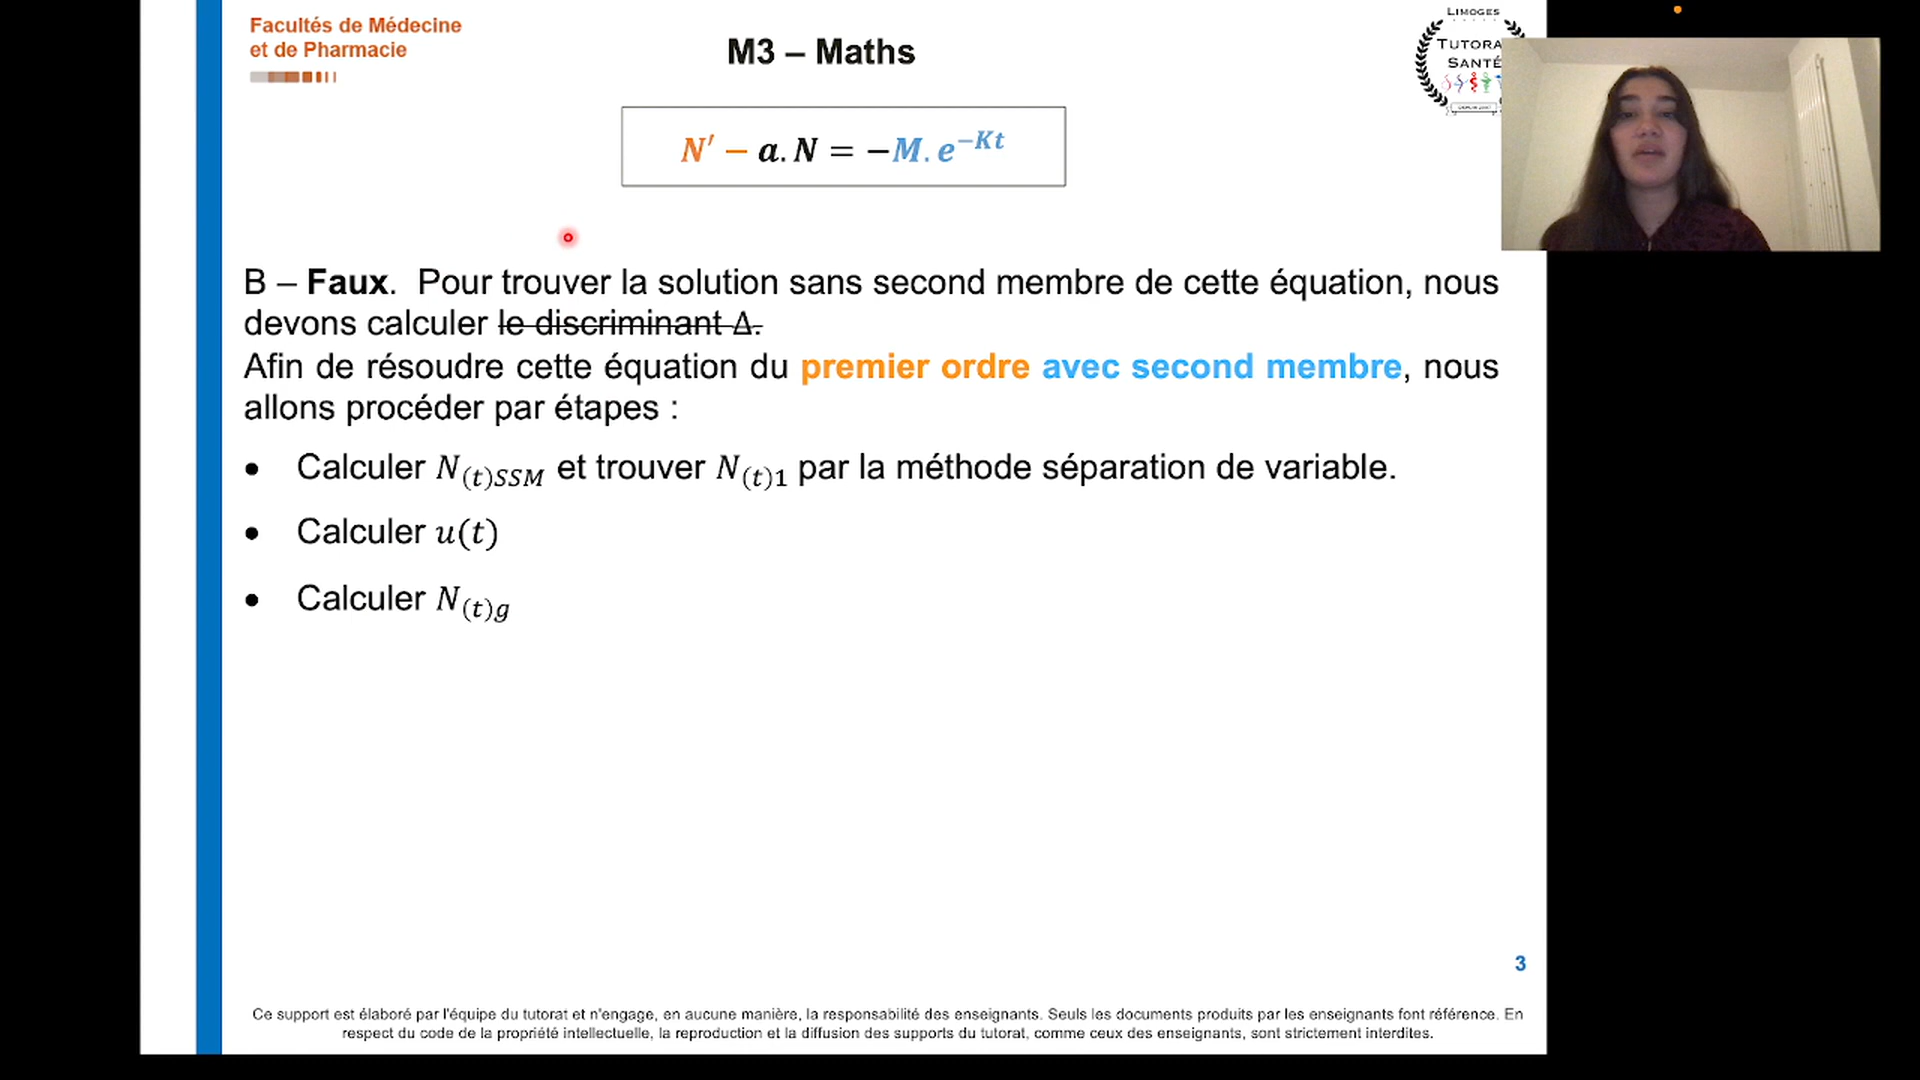 Facultés de Médecine
et de Pharmacie
M3 – Maths
LIMOGES
TUTORA
SANTÉ
N' − a. N = −M. e^{−Kt}
B – Faux. Pour trouver la solution sans second membre de cette équation, nous
devons calculer le discriminant Δ.
Afin de résoudre cette équation du premier ordre avec second membre, nous
allons procéder par étapes :
• Calculer N_{(t)SSM} et trouver N_{(t)1} par la méthode séparation de variable.
• Calculer u(t)
• Calculer N_{(t)g}
3
Ce support est élaboré par l'équipe du tutorat et n'engage, en aucune manière, la responsabilité des enseignants. Seuls les documents produits par les enseignants font référence. En
respect du code de la propriété intellectuelle, la reproduction et la diffusion des supports du tutorat, comme ceux des enseignants, sont strictement interdites.